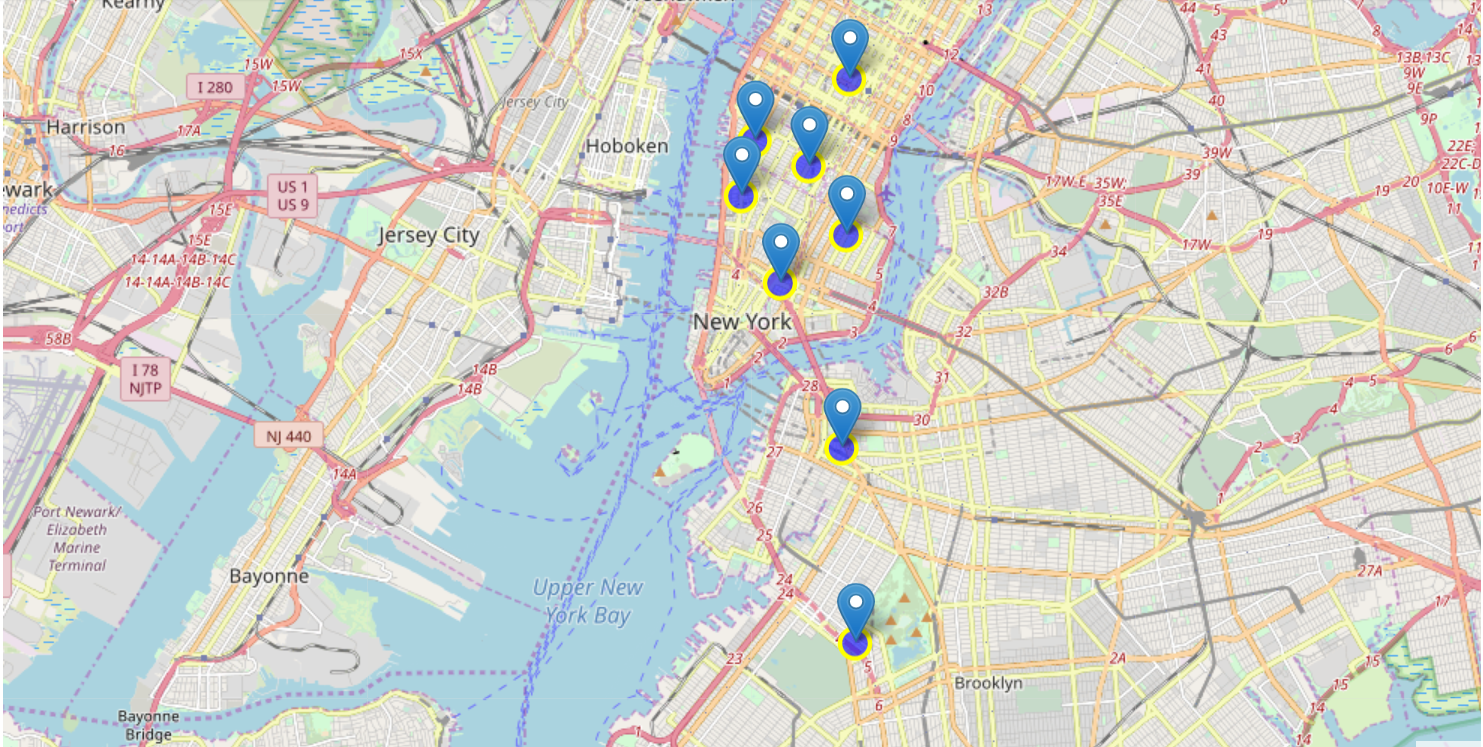 Kearny
13
44
5
14
43
8
15W
15X
12
13B,13C
9W
9E
13
I 280
15W
41
Jersey City
10
40
Harrison
17A
9P
8
16
Hoboken
9
39W
22E;
22C-D
US 1
US 9
39
17W-E
35W;
35E
19
20
10E-W
11
15E
15E
Jersey City
7
17W
19
34
14-14A-14B-14C
14-14A-14B-14C
4
5
32B
4
New York
3
32
58B
2
6
6
I 78
NJTP
14B
14B
2
1
28
31
5
4
4
30
3
NJ 440
27
2
14A
1
Port Newark/
Elizabeth
Marine
Terminal
26
25
Bayonne
24
24
27A
Upper New
York Bay
17
23
5
2A
15
Brooklyn
15
6
Bayonne
Bridge
14
1
14